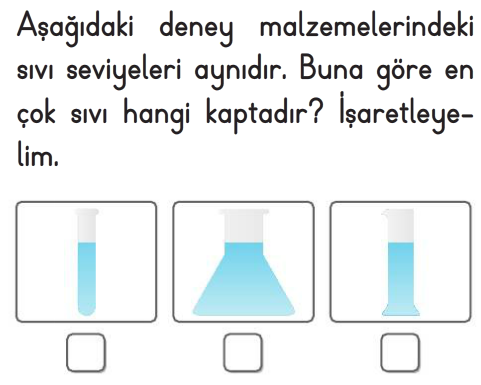 Aşağıdaki deney malzemelerindeki
sıvı seviyeleri aynıdır. Buna göre en
çok sıvı hangi kaptadır? İşaretleye-
lim.